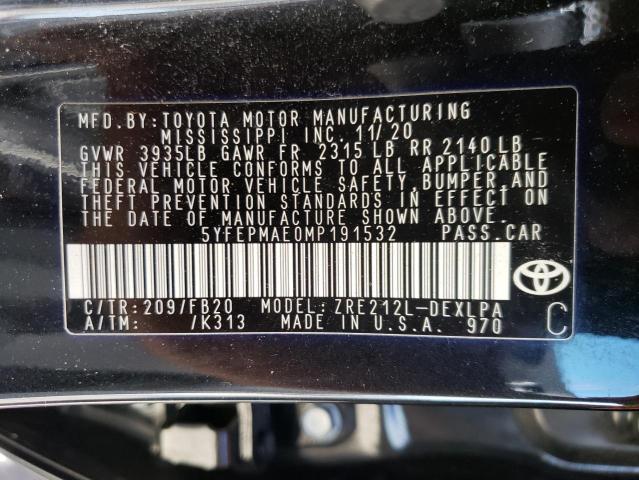 MFD.BY:TOYOTA MOTOR MANUFACTURING
MISSISSIPPI INC. 11/20
GVWR 3935LB GAWR FR 2315 LB RR 2140 LB
THIS VEHICLE CONFORMS TO ALL APPLICABLE
FEDERAL MOTOR VEHICLE SAFETY,BUMPER,AND
THEFT PREVENTION STANDARDS IN EFFECT ON
THE DATE OF MANUFACTURE SHOWN ABOVE.
5YFEPMAE0MP191532 PASS.CAR
C/TR:209/FB20 MODEL:ZRE212L-DEXLPA
A/TM: /K313 MADE IN U.S.A. 970
C